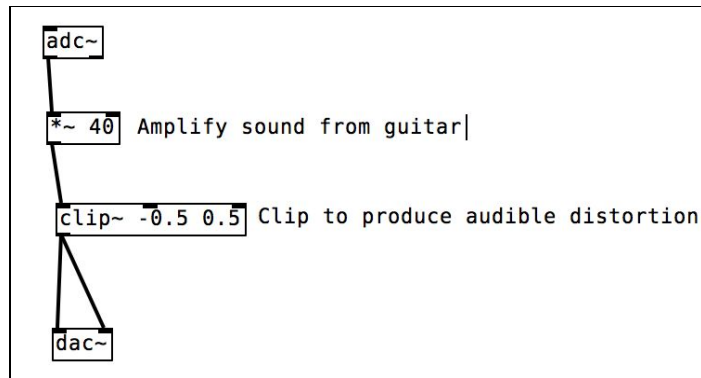 adc~
*~ 40 Amplify sound from guitar
clip~ -0.5 0.5 Clip to produce audible distortion
dac~